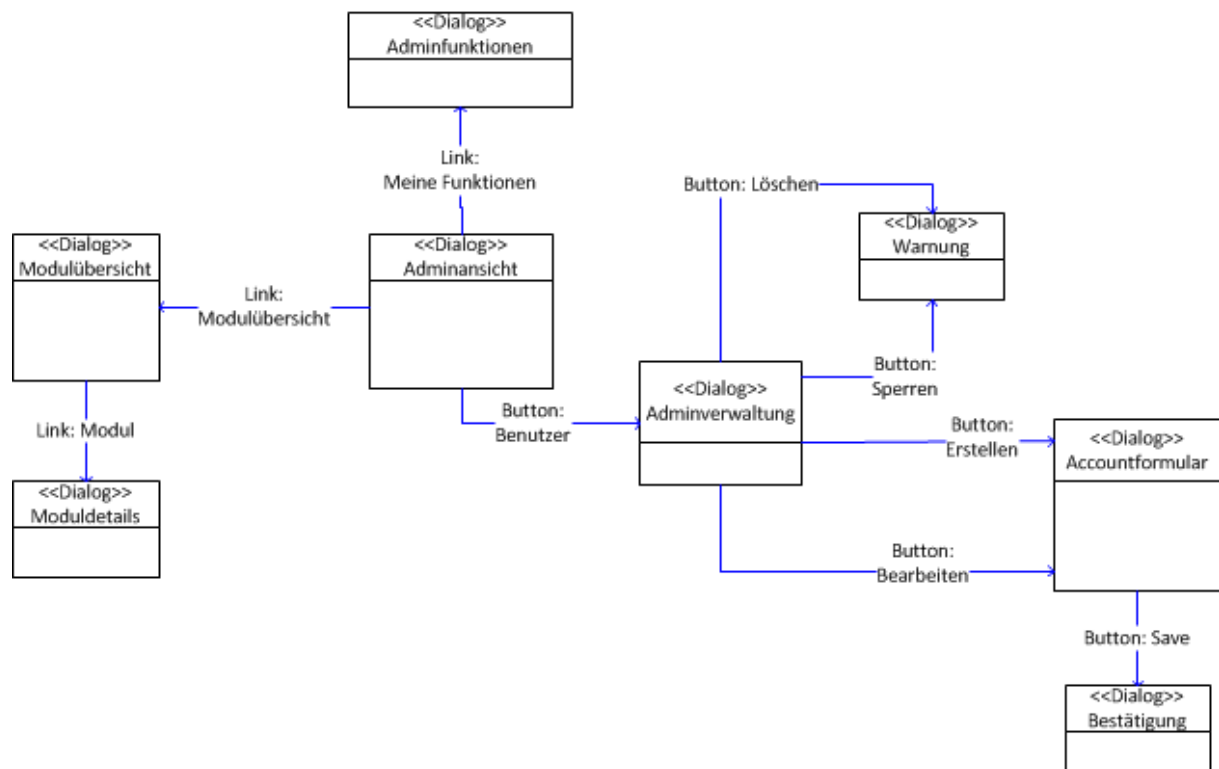 <<Dialog>>
Adminfunktionen
Link:
Meine Funktionen
Button: Löschen
<<Dialog>>
Warnung
<<Dialog>>
Modulübersicht
<<Dialog>>
Adminansicht
Link:
Modulübersicht
Button:
Sperren
<<Dialog>>
Adminverwaltung
Button:
Benutzer
Link: Modul
Button:
Erstellen
<<Dialog>>
Accountformular
<<Dialog>>
Moduldetails
Button:
Bearbeiten
Button: Save
<<Dialog>>
Bestätigung